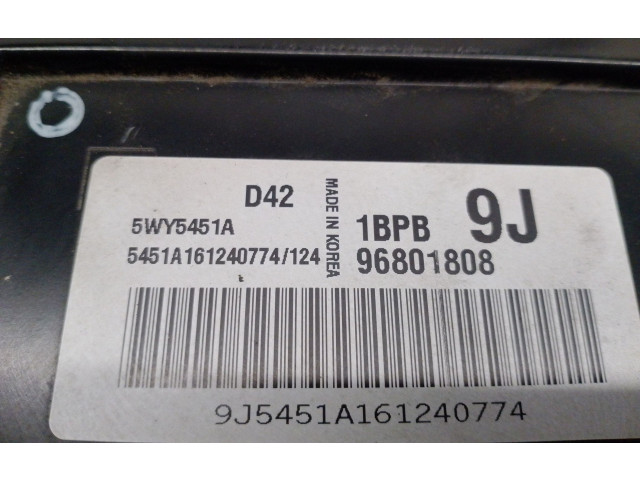 D42
5WY5451A
5451A161240774/124
MADE IN KOREA
1BPB 9J
96801808
9J5451A161240774